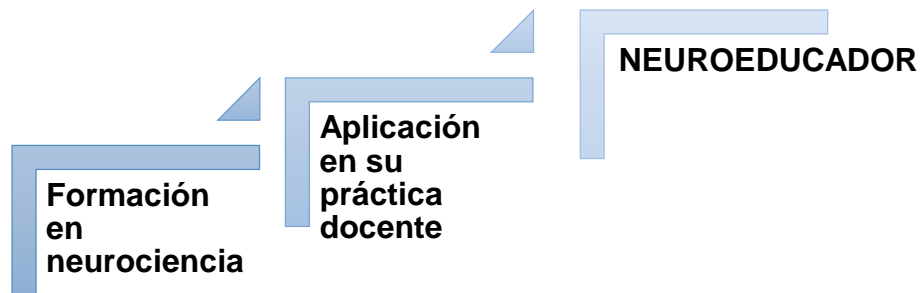 Formación
en
neurociencia
Aplicación
en su
práctica
docente
NEUROEDUCADOR